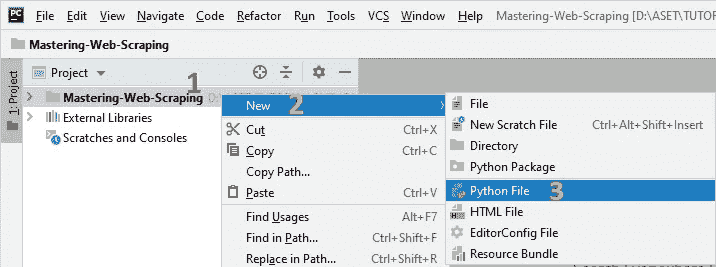 PC File Edit View Navigate Code Refactor Run Tools VCS Window Help Mastering-Web-Scraping [D:\ASET\TUTOR
Mastering-Web-Scraping
1: Project
Project
1
Mastering-Web-Scraping
External Libraries
Scratches and Consoles
New 2
Cut Ctrl+X
Copy Ctrl+C
Copy Path...
Paste Ctrl+V
Find Usages Alt+F7
Find in Path... Ctrl+Shift+F
Replace in Path... Ctrl+Shift+R
File
New Scratch File Ctrl+Alt+Shift+Insert
Directory
Python Package
Python File 3
HTML File
EditorConfig File
Resource Bundle